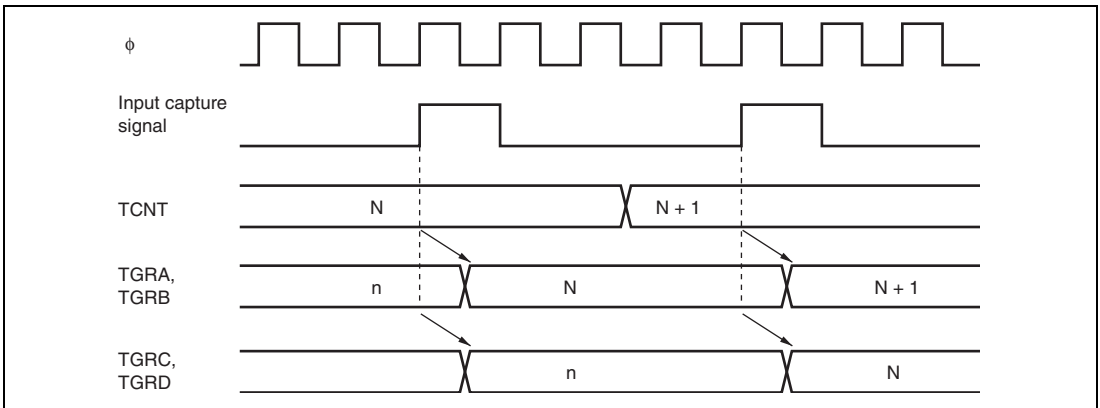 φ
Input capture
signal
TCNT
N
N + 1
TGRA,
TGRB
n
N
N + 1
TGRC,
TGRD
n
N